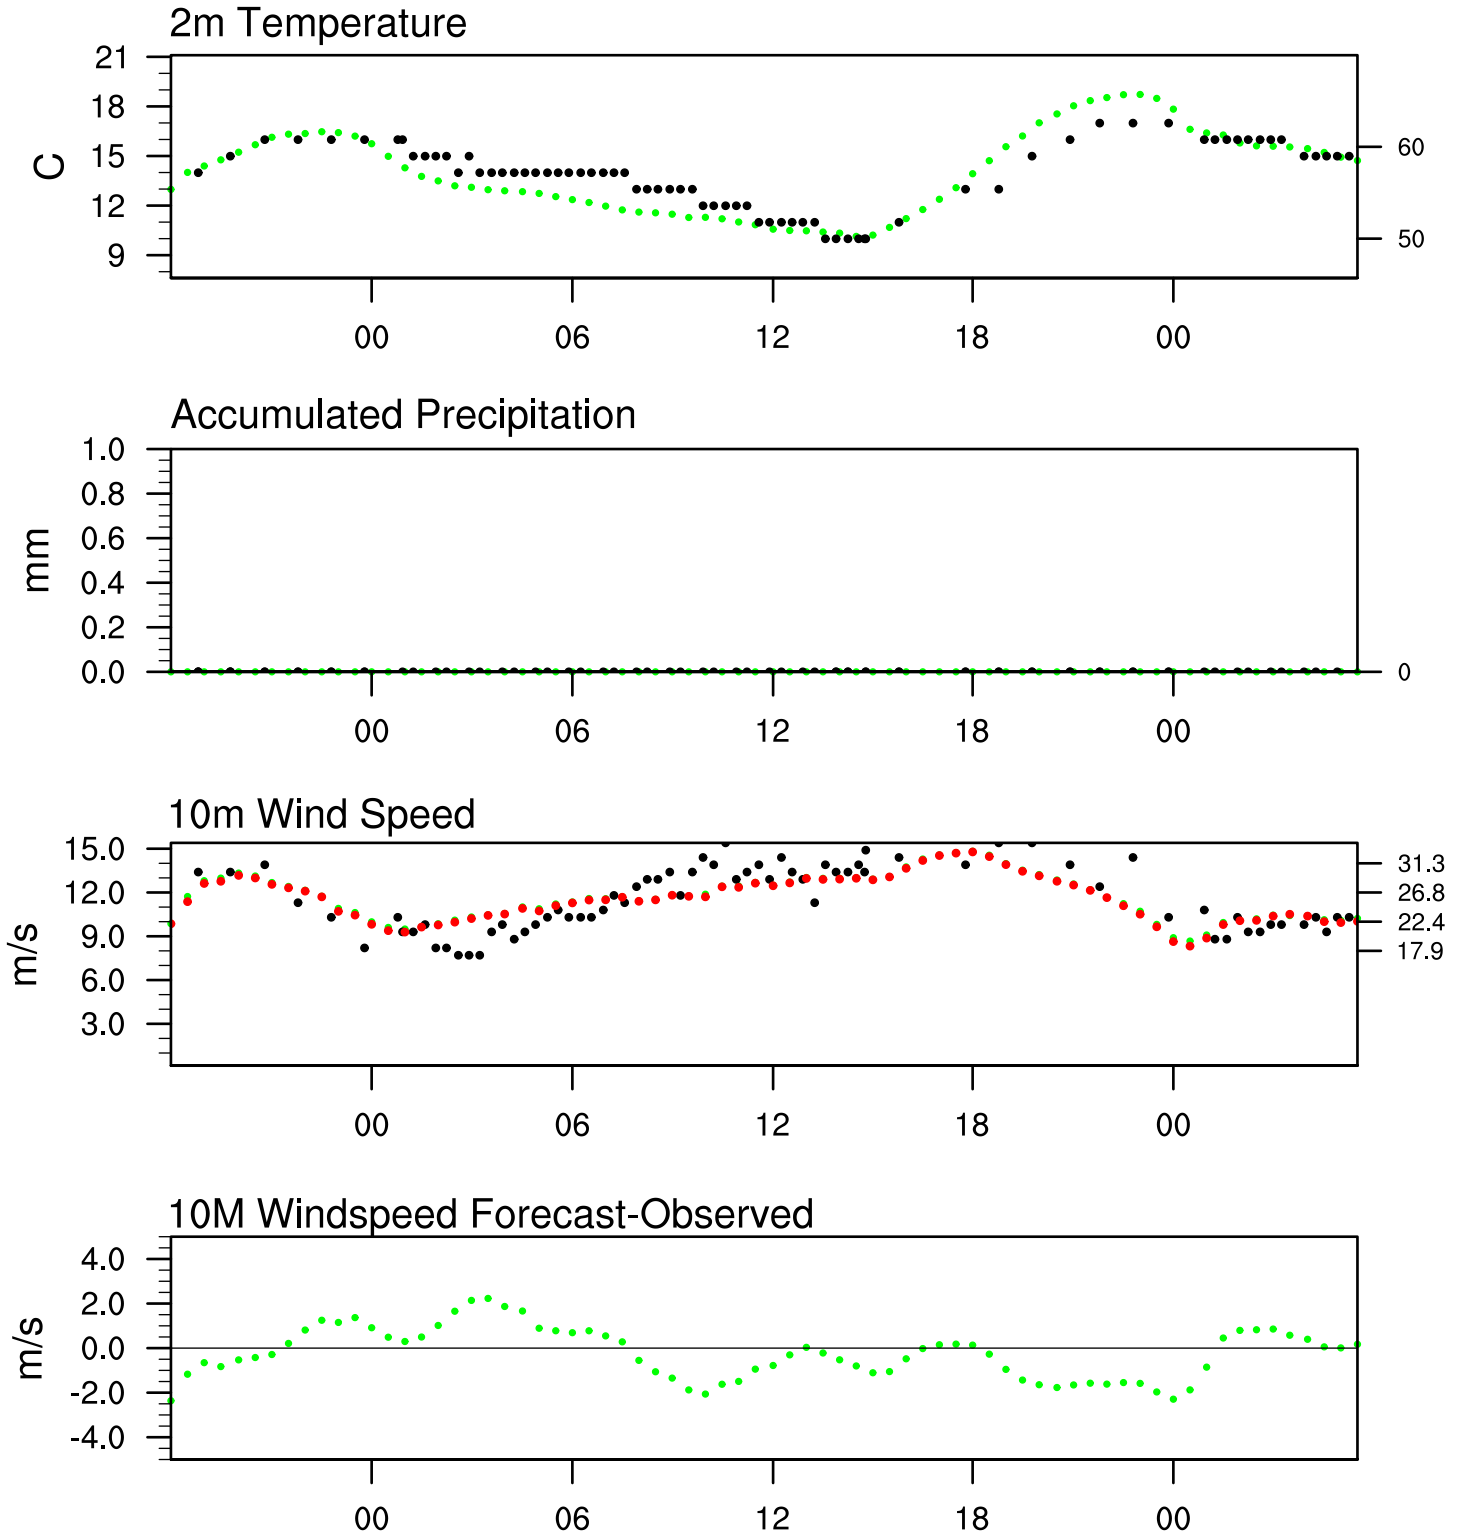 2m Temperature
21
18
15
12
9
C
60
50
00 06 12 18 00
Accumulated Precipitation
1.0
0.8
0.6
0.4
0.2
0.0
mm
0
00 06 12 18 00
10m Wind Speed
15.0
12.0
9.0
6.0
3.0
m/s
31.3
26.8
22.4
17.9
00 06 12 18 00
10M Windspeed Forecast-Observed
4.0
2.0
0.0
-2.0
-4.0
m/s
00 06 12 18 00